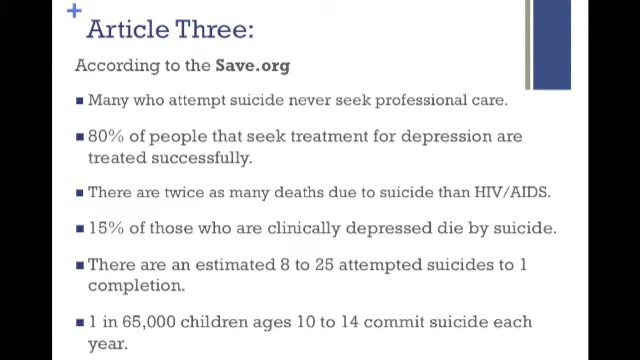 +
Article Three:
According to the Save.org
▪ Many who attempt suicide never seek professional care.
▪ 80% of people that seek treatment for depression are
treated successfully.
▪ There are twice as many deaths due to suicide than HIV/AIDS.
▪ 15% of those who are clinically depressed die by suicide.
▪ There are an estimated 8 to 25 attempted suicides to 1
completion.
▪ 1 in 65,000 children ages 10 to 14 commit suicide each
year.